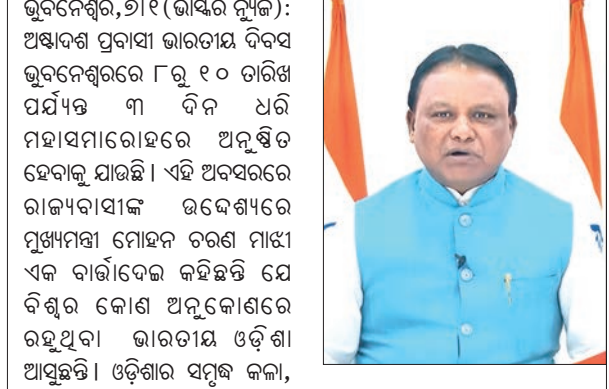 ଭୁବନେଶ୍ୱର,୭ା୧(ଭାସ୍କର ନ୍ୟୁଜ):
ଅଷ୍ଟାଦଶ ପ୍ରବାସୀ ଭାରତୀୟ ଦିବସ
ଭୁବନେଶ୍ୱରରେ ୮ରୁ ୧୦ ତାରିଖ
ପର୍ଯ୍ୟନ୍ତ ୩ ଦିନ ଧରି
ମହାସମାରୋହରେ ଅନୁଷ୍ଠିତ
ହେବାକୁ ଯାଉଛି। ଏହି ଅବସରରେ
ରାଜ୍ୟବାସୀଙ୍କ ଉଦ୍ଦେଶ୍ୟରେ
ମୁଖ୍ୟମନ୍ତ୍ରୀ ମୋହନ ଚରଣ ମାଝୀ
ଏକ ବାର୍ତ୍ତାଦେଇ କହିଛନ୍ତି ଯେ
ବିଶ୍ୱର କୋଣ ଅନୁକୋଣରେ
ରହୁଥିବା ଭାରତୀୟ ଓଡ଼ିଶା
ଆସୁଛନ୍ତି। ଓଡ଼ିଶାର ସମୃଦ୍ଧ କଳା,